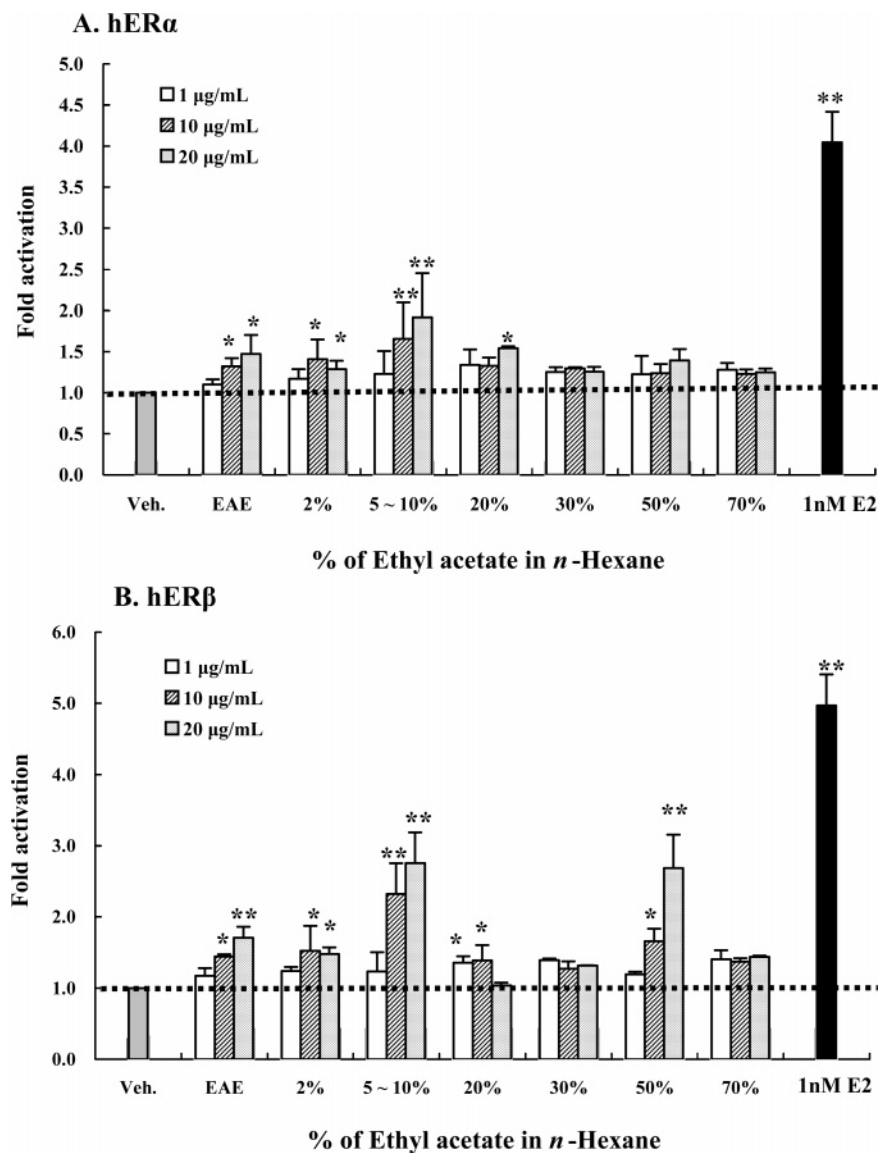 A. hERα
5.0
4.5
4.0
3.5
3.0
2.5
2.0
1.5
1.0
0.5
0.0
Fold activation
1 µg/mL
10 µg/mL
20 µg/mL
* * * * ** ** * **
Veh. EAE 2% 5 ~ 10% 20% 30% 50% 70% 1nM E2
% of Ethyl acetate in n-Hexane
B. hERβ
6.0
5.0
4.0
3.0
2.0
1.0
0.0
Fold activation
1 µg/mL
10 µg/mL
20 µg/mL
* ** * * ** ** * * * ** **
Veh. EAE 2% 5 ~ 10% 20% 30% 50% 70% 1nM E2
% of Ethyl acetate in n-Hexane